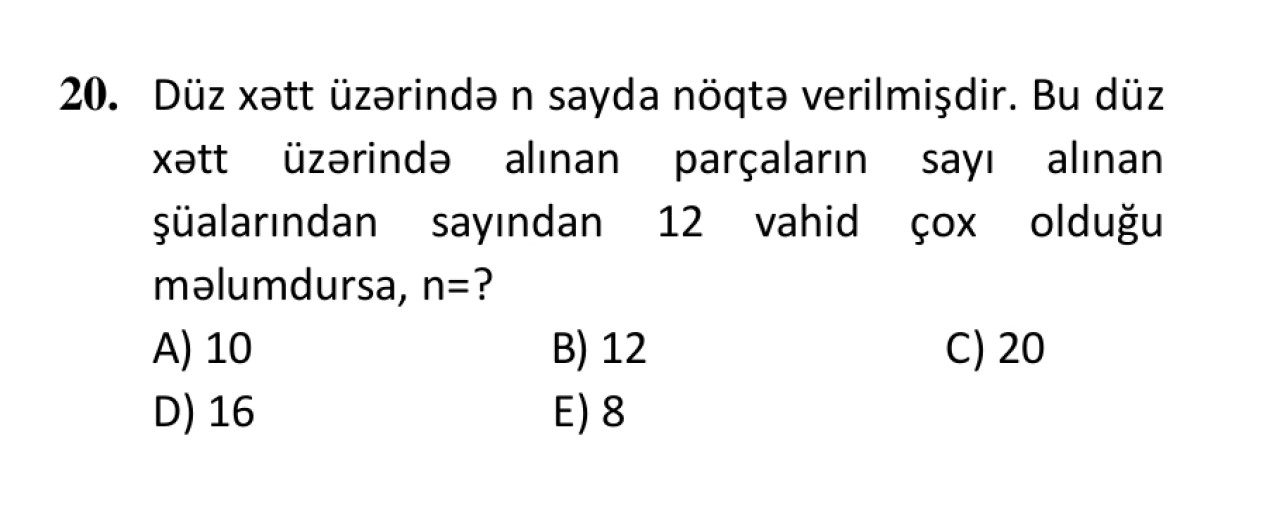 20. Düz xətt üzərində n sayda nöqtə verilmişdir. Bu düz
xətt üzərində alınan parçaların sayı alınan
şüalarından sayından 12 vahid çox olduğu
məlumdursa, n=?
A) 10 B) 12 C) 20
D) 16 E) 8